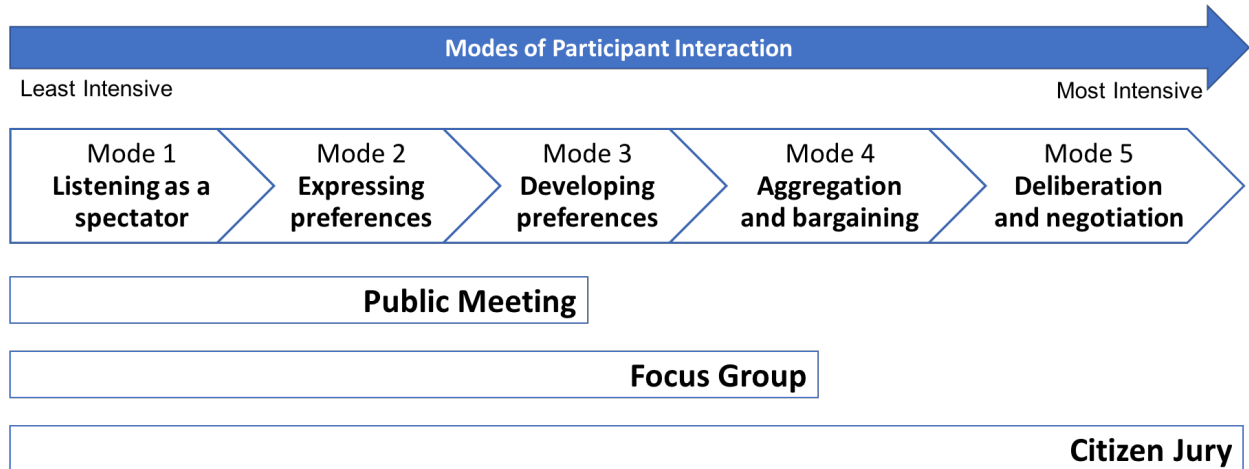 Modes of Participant Interaction
Least Intensive
Most Intensive
Mode 1
Listening as a
spectator
Mode 2
Expressing
preferences
Mode 3
Developing
preferences
Mode 4
Aggregation
and bargaining
Mode 5
Deliberation
and negotiation
Public Meeting
Focus Group
Citizen Jury